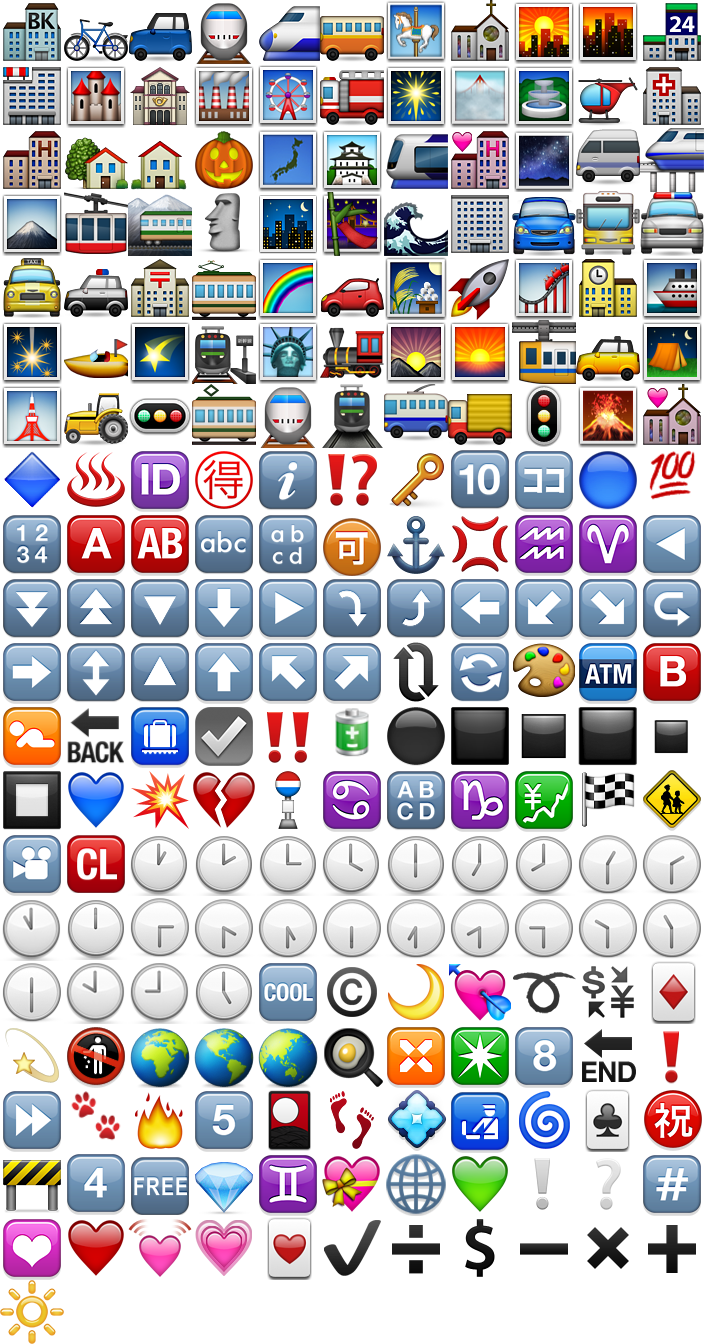 BK 24
H H
TAXI 〒
ID 得 i !? 10 ココ 100
1 2 A AB abc a b 可
3 4 c d
ATM B
BACK !!
A B ¥
C D
CL
COOL © $ ¥
8 END !
5 祝
4 FREE ! ? #
÷ $ − × +